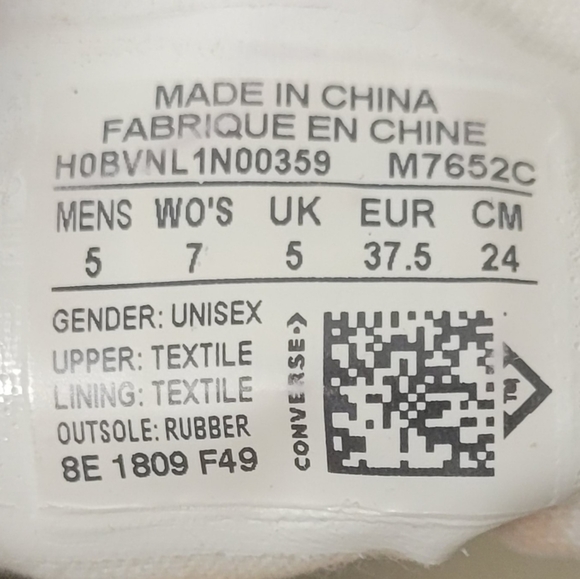 MADE IN CHINA
FABRIQUE EN CHINE
H0BVNL1N00359 M7652C
MENS WO'S UK EUR CM
5 7 5 37.5 24
GENDER: UNISEX
UPPER: TEXTILE
LINING: TEXTILE
OUTSOLE: RUBBER
8E 1809 F49
CONVERSE
TM